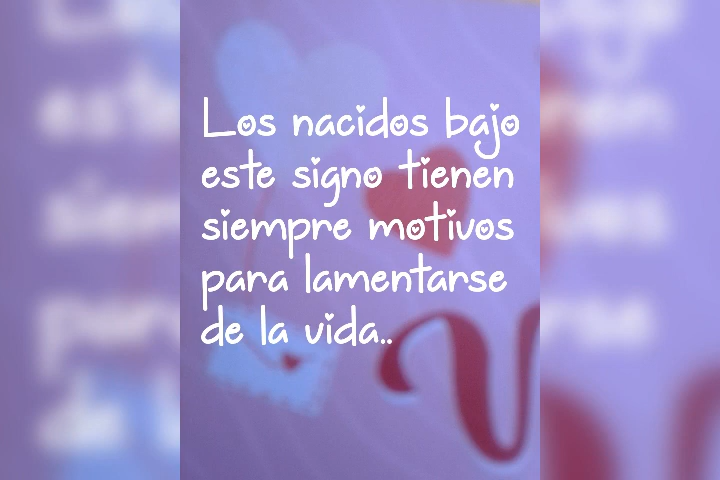 Los nacidos bajo
este signo tienen
siempre motivos
para lamentarse
de la vida..